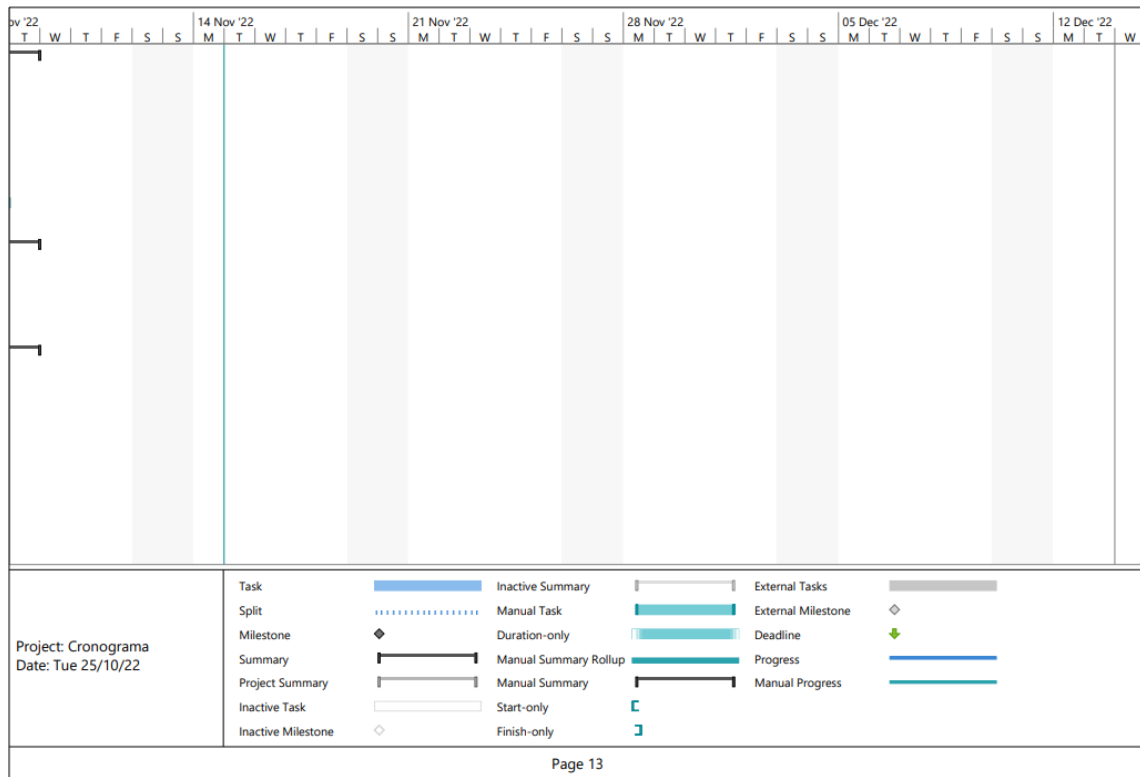 ov '22 14 Nov '22 21 Nov '22 28 Nov '22 05 Dec '22 12 Dec '22
T W T F S S M T W T F S S M T W T F S S M T W T F S S M T W T F S S M T W
Task Inactive Summary External Tasks
Split Manual Task External Milestone
Milestone Duration-only Deadline
Project: Cronograma
Date: Tue 25/10/22
Summary Manual Summary Rollup Progress
Project Summary Manual Summary Manual Progress
Inactive Task Start-only
Inactive Milestone Finish-only
Page 13